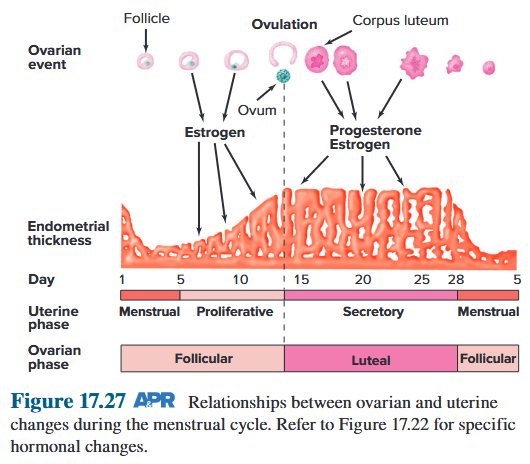 Follicle
Ovulation
Corpus luteum
Ovarian
event
Ovum
Estrogen
Progesterone
Estrogen
Endometrial
thickness
Day 1 5 10 15 20 25 28 5
Uterine
phase
Menstrual Proliferative Secretory Menstrual
Ovarian
phase
Follicular Luteal Follicular
Figure 17.27 A&PR Relationships between ovarian and uterine
changes during the menstrual cycle. Refer to Figure 17.22 for specific
hormonal changes.